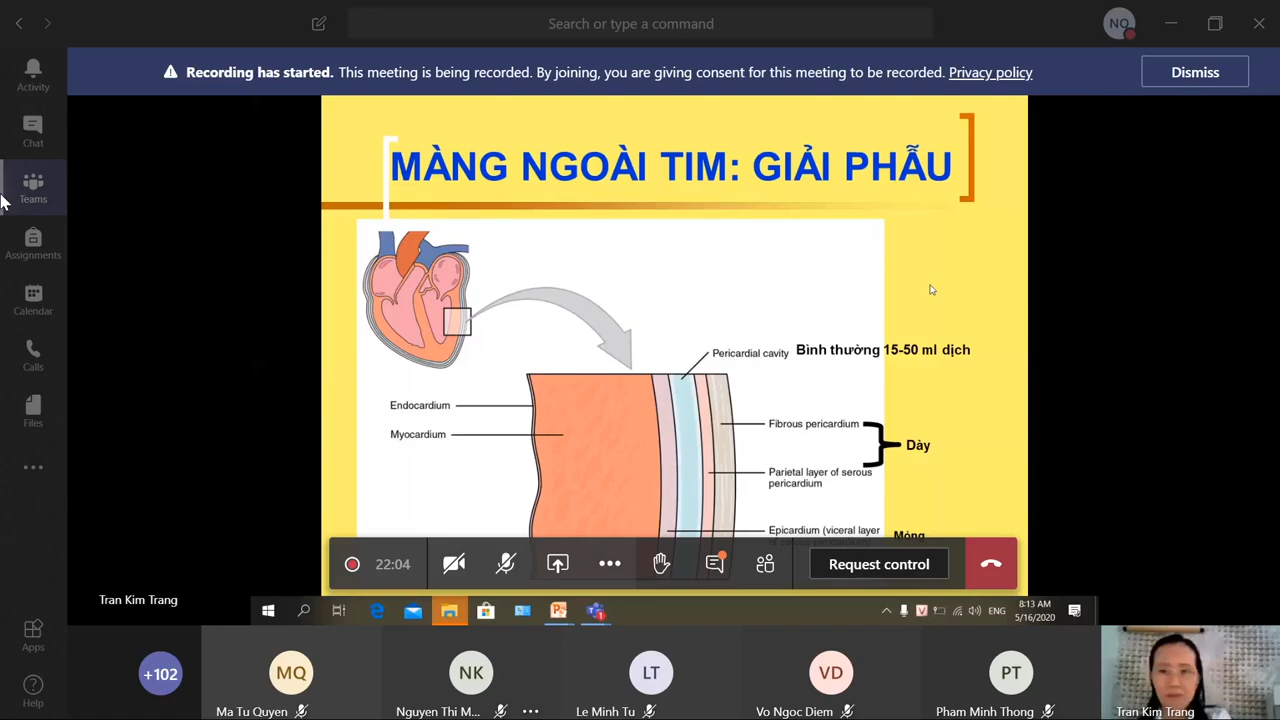 Search or type a command
NQ
Recording has started. This meeting is being recorded. By joining, you are giving consent for this meeting to be recorded. Privacy policy
Dismiss
Activity
Chat
Teams
Assignments
Calendar
Calls
Files
Apps
Help
MÀNG NGOÀI TIM: GIẢI PHẪU
Pericardial cavity
Bình thường 15-50 ml dịch
Endocardium
Myocardium
Fibrous pericardium
Dày
Parietal layer of serous
pericardium
Epicardium (viceral layer
Mỏng
22:04
Request control
Tran Kim Trang
ENG
8:13 AM
5/16/2020
+102
MQ
NK
LT
VD
PT
Ma Tu Quyen
Nguyen Thi M...
Le Minh Tu
Vo Ngoc Diem
Pham Minh Thong
Tran Kim Trang